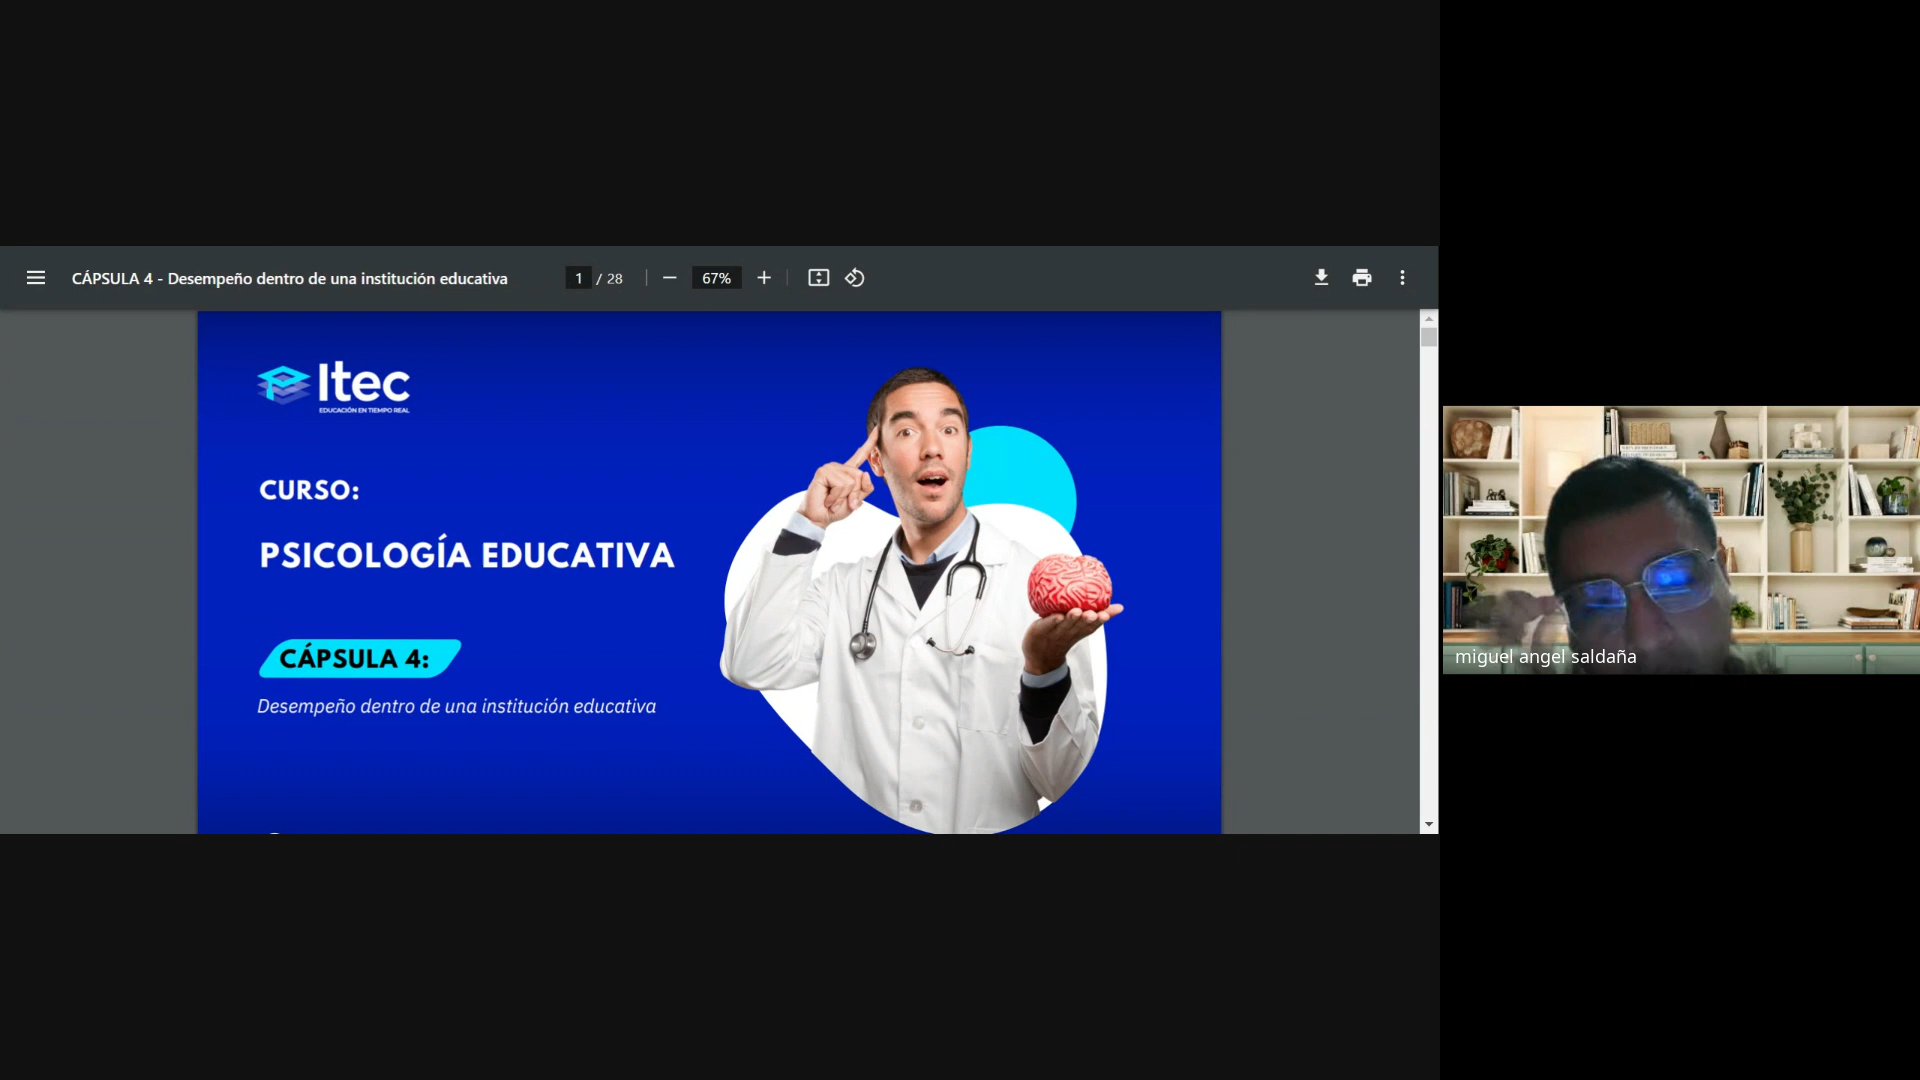 CÁPSULA 4 - Desempeño dentro de una institución educativa
1 / 28
67%
Itec
EDUCACIÓN EN TIEMPO REAL
CURSO:
PSICOLOGÍA EDUCATIVA
CÁPSULA 4:
Desempeño dentro de una institución educativa
miguel angel saldaña